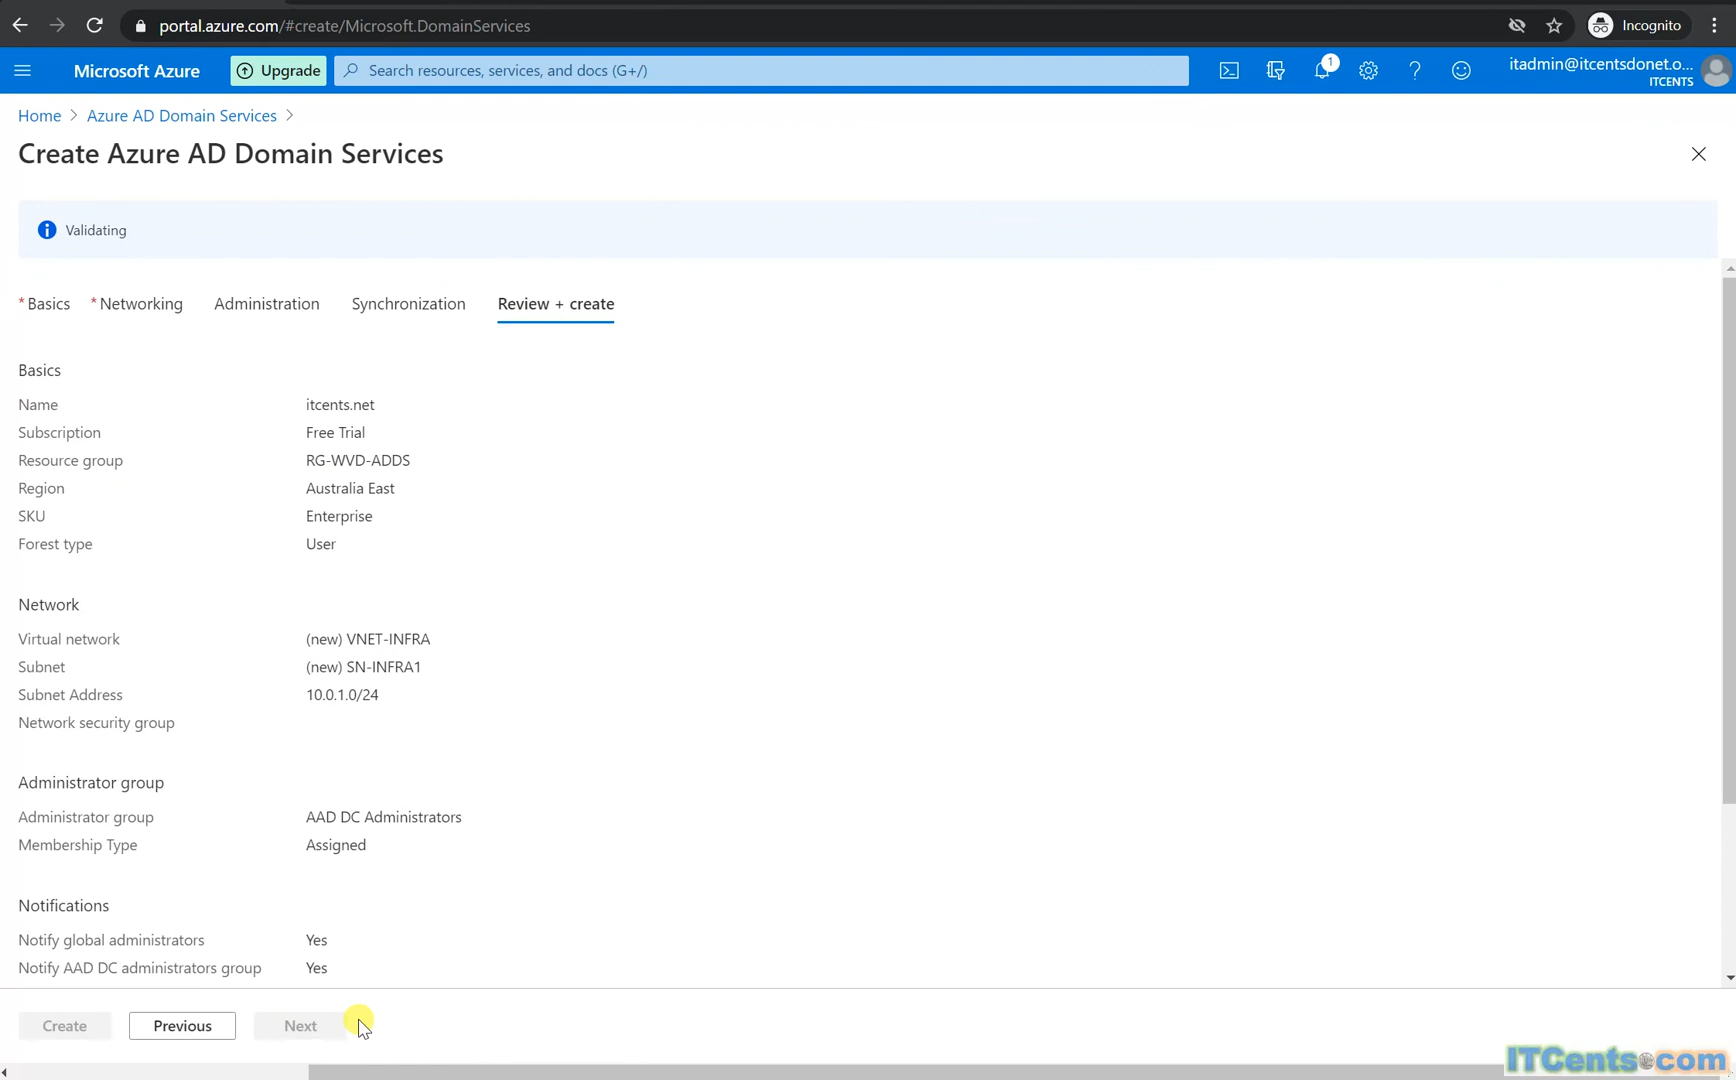 portal.azure.com/#create/Microsoft.DomainServices
Incognito
Microsoft Azure
Upgrade
Search resources, services, and docs (G+/)
1
itadmin@itcentsdonet.o...
ITCENTS
Home > Azure AD Domain Services >
Create Azure AD Domain Services
Validating
* Basics * Networking Administration Synchronization Review + create
Basics
Name itcents.net
Subscription Free Trial
Resource group RG-WVD-ADDS
Region Australia East
SKU Enterprise
Forest type User
Network
Virtual network (new) VNET-INFRA
Subnet (new) SN-INFRA1
Subnet Address 10.0.1.0/24
Network security group
Administrator group
Administrator group AAD DC Administrators
Membership Type Assigned
Notifications
Notify global administrators Yes
Notify AAD DC administrators group Yes
Create Previous Next
ITCents.com